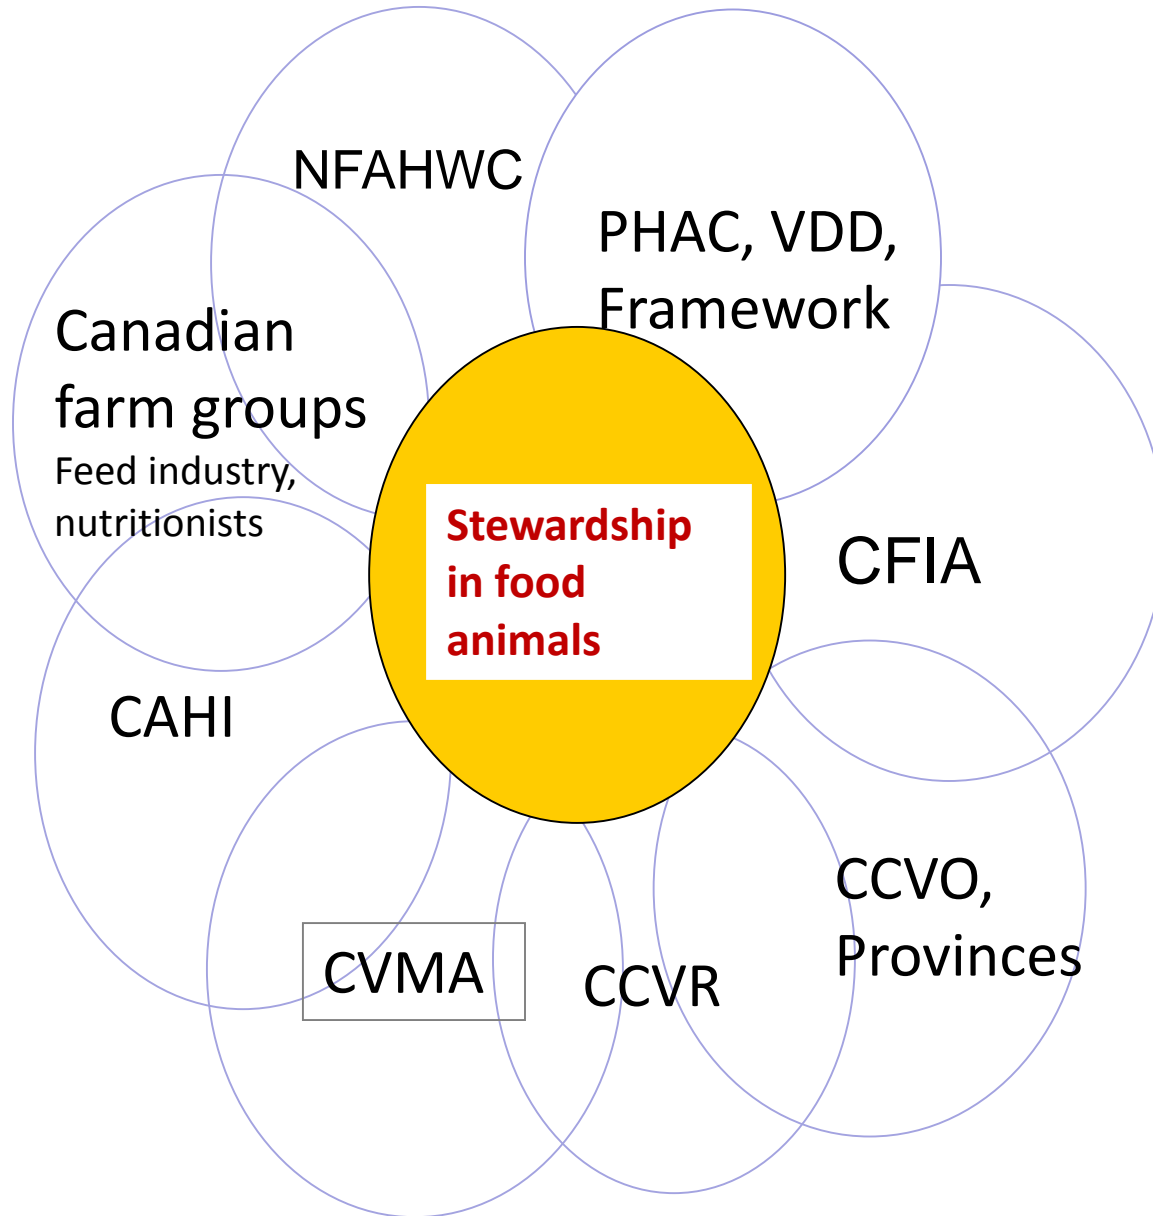 NFAHWC
PHAC, VDD,
Framework
Canadian
farm groups
Feed industry,
nutritionists
Stewardship
in food
animals
CFIA
CAHI
CCVO,
Provinces
CVMA
CCVR